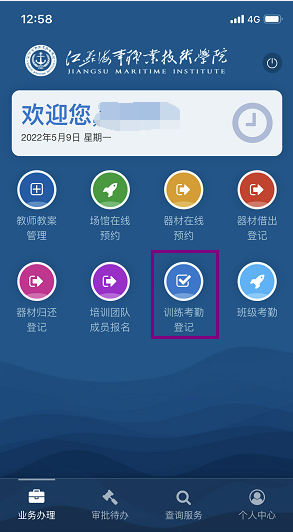 12:58
4G
江苏海事职业技术学院
JIANGSU MARITIME INSTITUTE
欢迎您,
2022年5月9日 星期一
教师教案
管理
场馆在线
预约
器材在线
预约
器材借出
登记
器材归还
登记
培训团队
成员报名
训练考勤
登记
班级考勤
业务办理
审批待办
查询服务
个人中心